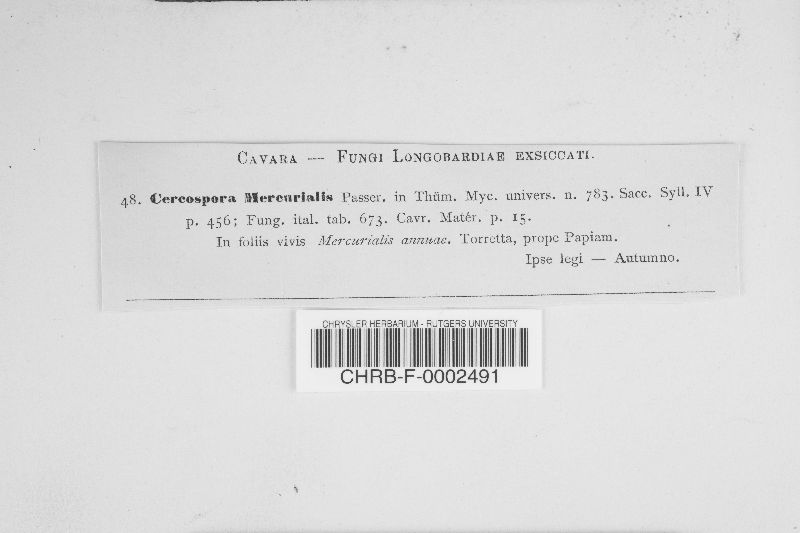 CAVARA — FUNGI LONGOBARDIAE EXSICCATI.
48. Cercospora Mercurialis Passer. in Thüm. Myc. univers. n. 783. Sacc. Syll. IV
p. 456; Fung. ital. tab. 673. Cavr. Matér. p. 15.
In foliis vivis Mercurialis annuae. Torretta, prope Papiam.
Ipse legi — Autumno.
CHRYSLER HERBARIUM - RUTGERS UNIVERSITY
CHRB-F-0002491